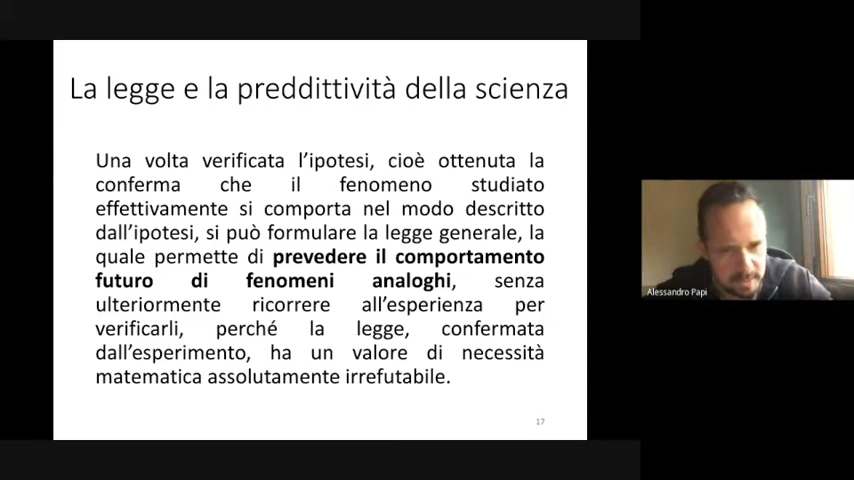 La legge e la preddittività della scienza
Una volta verificata l'ipotesi, cioè ottenuta la
conferma che il fenomeno studiato
effettivamente si comporta nel modo descritto
dall'ipotesi, si può formulare la legge generale, la
quale permette di prevedere il comportamento
futuro di fenomeni analoghi, senza
ulteriormente ricorrere all'esperienza per
verificarli, perché la legge, confermata
dall'esperimento, ha un valore di necessità
matematica assolutamente irrefutabile.
17
Alessandro Papi